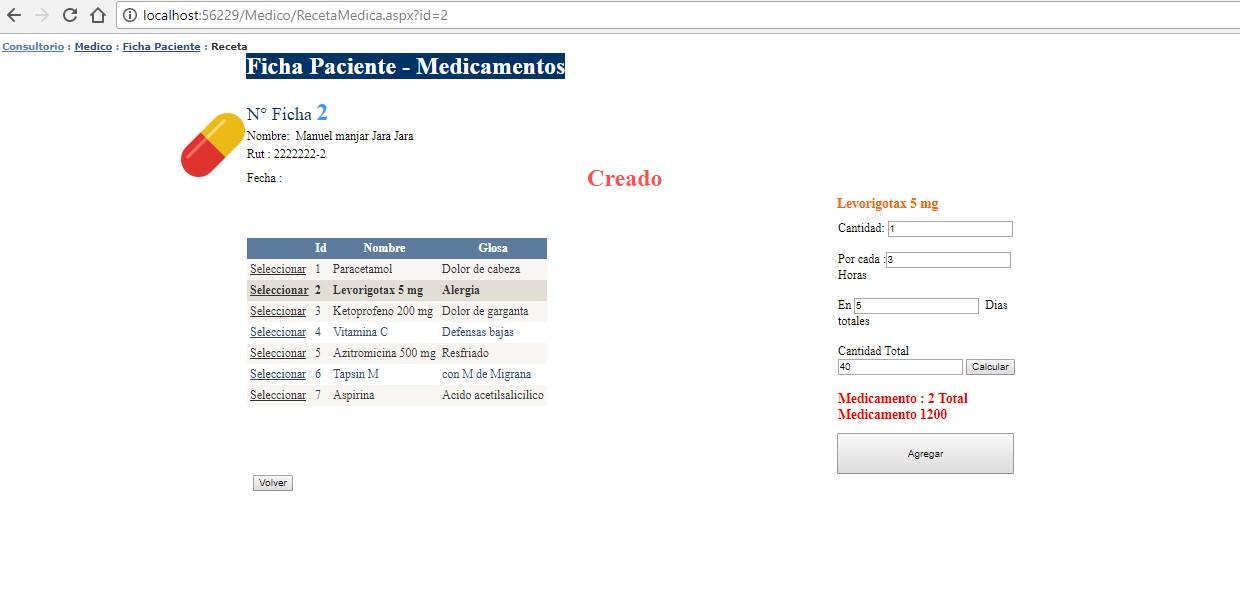 localhost:56229/Medico/RecetaMedica.aspx?id=2
Consultorio : Medico : Ficha Paciente : Receta
Ficha Paciente - Medicamentos
N° Ficha 2
Nombre: Manuel manjar Jara Jara
Rut : 2222222-2
Fecha :
Creado
Id Nombre Glosa
Seleccionar 1 Paracetamol Dolor de cabeza
Seleccionar 2 Levorigotax 5 mg Alergia
Seleccionar 3 Ketoprofeno 200 mg Dolor de garganta
Seleccionar 4 Vitamina C Defensas bajas
Seleccionar 5 Azitromicina 500 mg Resfriado
Seleccionar 6 Tapsin M con M de Migrana
Seleccionar 7 Aspirina Acido acetilsalicilico
Volver
Levorigotax 5 mg
Cantidad: 1
Por cada :3
Horas
En 5 Dias
totales
Cantidad Total
40 Calcular
Medicamento : 2 Total
Medicamento 1200
Agregar